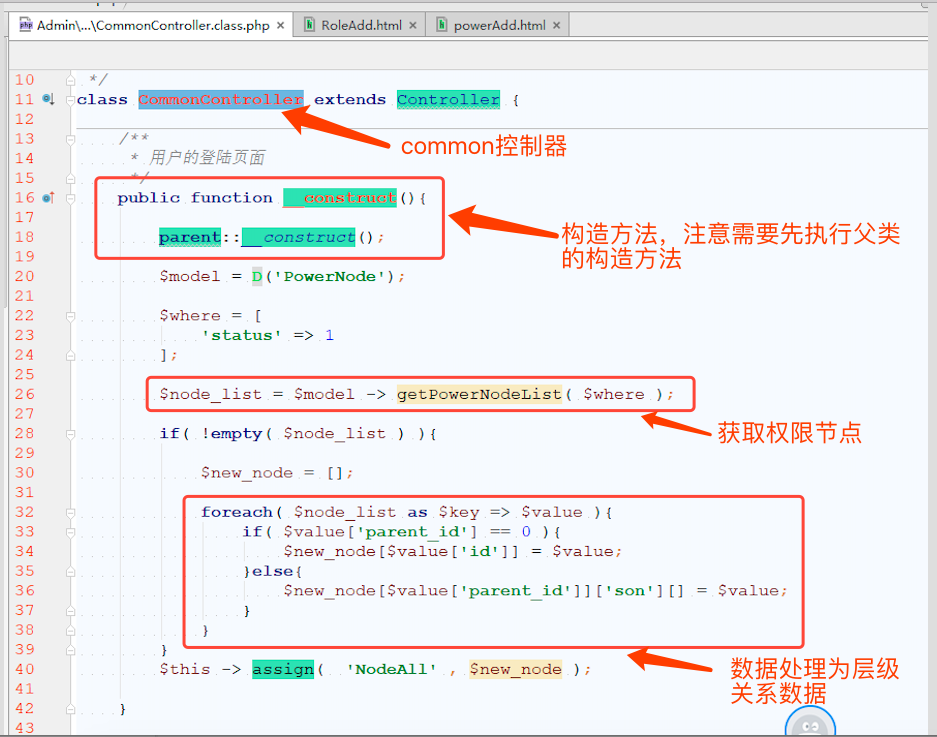 Admin\...\CommonController.class.php × RoleAdd.html × powerAdd.html ×
10 */
11 class CommonController extends Controller {
12
13 /**
14 * 用户的登陆页面
15 */
common控制器
16 public function __construct(){
17
18 parent::__construct();
构造方法，注意需要先执行父类
的构造方法
19
20 $model = D('PowerNode');
21
22 $where = [
23 'status' => 1
24 ];
25
26 $node_list = $model -> getPowerNodeList( $where );
获取权限节点
27
28 if( !empty( $node_list ) ){
29
30 $new_node = [];
31
32 foreach( $node_list as $key => $value ){
33 if( $value['parent_id'] == 0 ){
34 $new_node[$value['id']] = $value;
35 }else{
36 $new_node[$value['parent_id']]['son'][] = $value;
37 }
38 }
39 }
40 $this -> assign( 'NodeAll' , $new_node );
数据处理为层级
关系数据
41
42 }
43